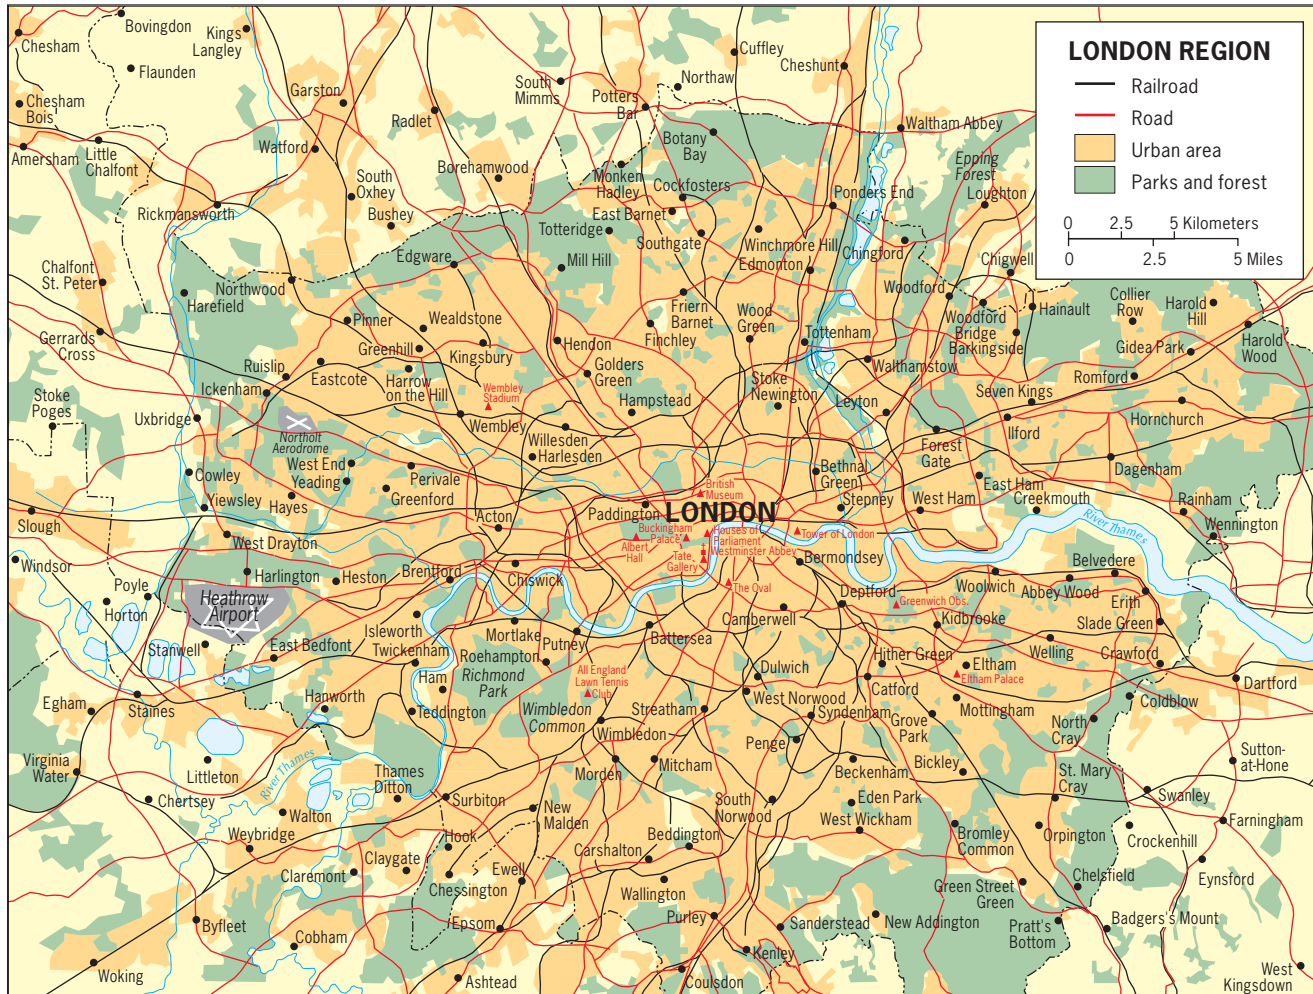 Bovingdon
Chesham
Kings
Langley
Flaunden
Cuffley
Cheshunt
Northaw
South
Mimms
Potters
Bar
Garston
Chesham
Bois
Radlet
Waltham Abbey
Botany
Bay
Amersham
Little
Chalfont
Watford
Borehamwood
Epping
Forest
Monken
Hadley
Cockfosters
South
Oxhey
Ponders End
Loughton
Rickmansworth
Bushey
East Barnet
Totteridge
Southgate
Winchmore Hill
Chingford
Edgware
Mill Hill
Edmonton
Chigwell
Chalfont
St. Peter
Northwood
Harefield
Woodford
Friern
Barnet
Wood
Green
Woodford
Bridge
Hainault
Collier
Row
Harold
Hill
Pinner
Wealdstone
Finchley
Tottenham
Barkingside
Gerrards
Cross
Greenhill
Kingsbury
Hendon
Gidea Park
Harold
Wood
Ruislip
Eastcote
Harrow
on the Hill
Golders
Green
Walthamstow
Romford
Ickenham
Wembley
Stadium
Stoke
Newington
Seven Kings
Stoke
Poges
Hampstead
Leyton
Hornchurch
Uxbridge
Wembley
Ilford
Northolt
Aerodrome
Willesden
Harlesden
Forest
Gate
West End
Yeading
Perivale
Bethnal
Green
Dagenham
Cowley
East Ham
Yiewsley
Hayes
Greenford
British
Museum
Stepney
West Ham
Creekmouth
Rainham
Slough
Acton
Paddington
LONDON
River Thames
Wennington
Buckingham
Palace
Houses of
Parliament
Tower of London
West Drayton
Albert
Hall
Westminster Abbey
Tate
Gallery
Bermondsey
Windsor
Belvedere
Poyle
Harlington
Heston
Brentford
Chiswick
Woolwich
Abbey Wood
The Oval
Deptford
Horton
Heathrow
Airport
Greenwich Obs.
Erith
Isleworth
Mortlake
Putney
Battersea
Camberwell
Kidbrooke
Slade Green
Stanwell
East Bedfont
Twickenham
Roehampton
Richmond
Park
All England
Lawn Tennis
Club
Dulwich
Hither Green
Welling
Crawford
Eltham
Eltham Palace
Ham
Catford
Dartford
Egham
Staines
Hanworth
Teddington
Wimbledon
Common
Streatham
West Norwood
Syndenham
Mottingham
Coldblow
Grove
Park
North
Cray
Wimbledon
Penge
Virginia
Water
Littleton
River Thames
Thames
Ditton
Morden
Mitcham
Beckenham
Bickley
Sutton-
at-Hone
St. Mary
Cray
Chertsey
Surbiton
New
Malden
South
Norwood
Eden Park
Swanley
Walton
West Wickham
Farningham
Weybridge
Hook
Beddington
Bromley
Common
Orpington
Crockenhill
Claygate
Carshalton
Claremont
Ewell
Chessington
Wallington
Green Street
Green
Chelsfield
Eynsford
Byfleet
Epsom
Purley
Sanderstead
New Addington
Pratt's
Bottom
Badgers's Mount
Cobham
Kenley
Woking
Ashtead
Coulsdon
West
Kingsdown
LONDON REGION
Railroad
Road
Urban area
Parks and forest
0 2.5 5 Kilometers
0 2.5 5 Miles